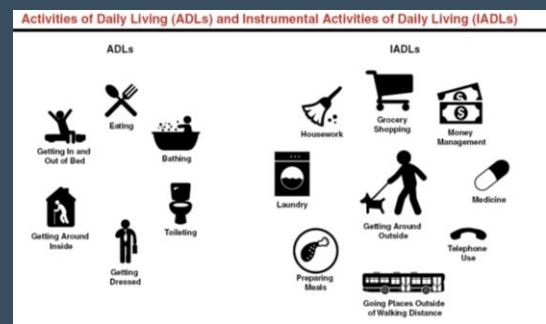 Activities of Daily Living (ADLs) and Instrumental Activities of Daily Living (IADLs)
ADLs
Eating
Getting In and
Out of Bed
Bathing
Getting Around
Inside
Toileting
Getting
Dressed
IADLs
Housework
Grocery
Shopping
Money
Management
Laundry
Getting Around
Outside
Medicine
Telephone
Use
Preparing
Meals
Going Places Outside
of Walking Distance